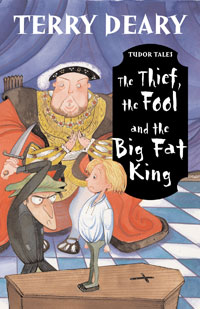 TERRY DEARY
TUDOR TALES
The Thief,
the Fool
and the
Big Fat
King